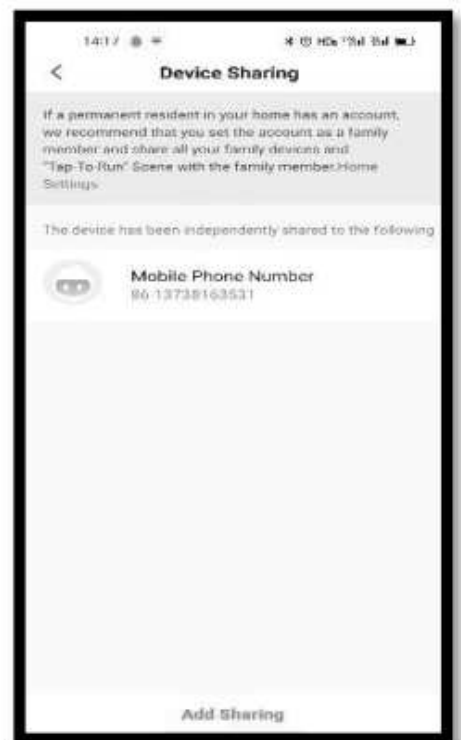 14:17
<
Device Sharing
If a permanent resident in your home has an account,
we recommend that you set the account as a family
member and share all your family devices and
"Tap-To-Run" Scene with the family member.Home
Settings
The device has been independently shared to the following
Mobile Phone Number
86-13738163531
Add Sharing